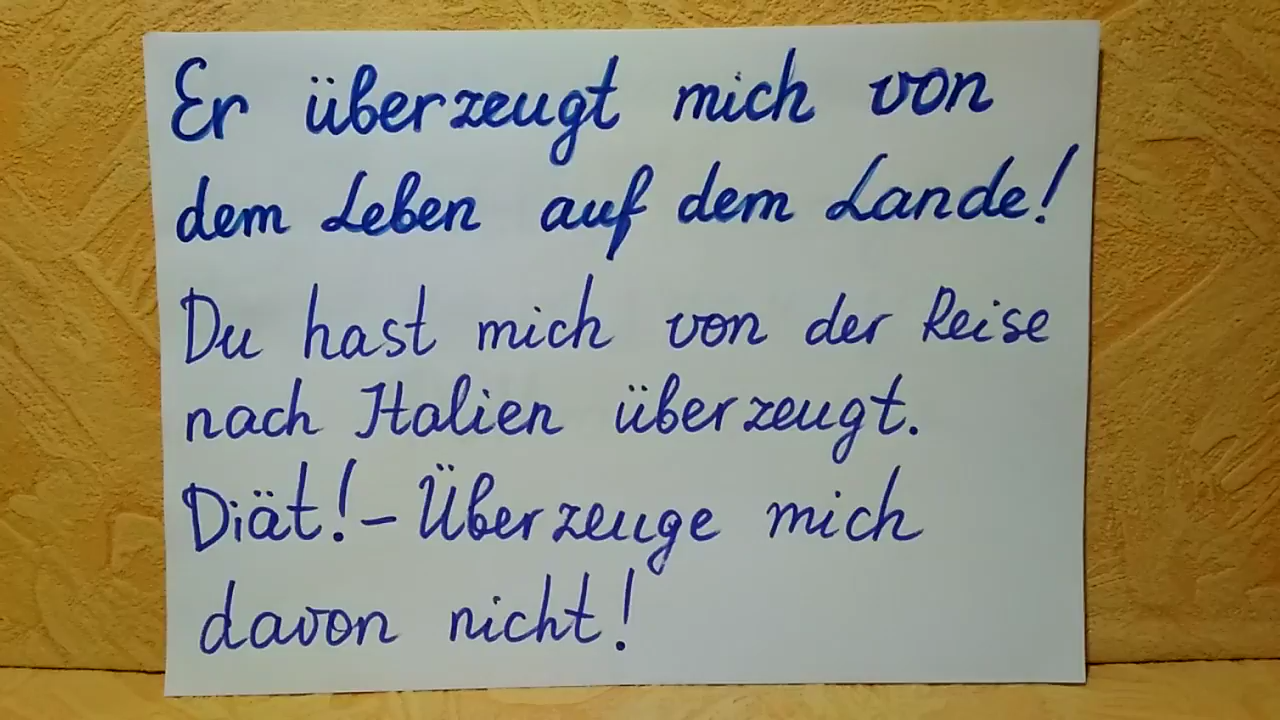 Er überzeugt mich von
dem Leben auf dem Lande!
Du hast mich von der Reise
nach Italien überzeugt.
Diät! – Überzeuge mich
davon nicht!